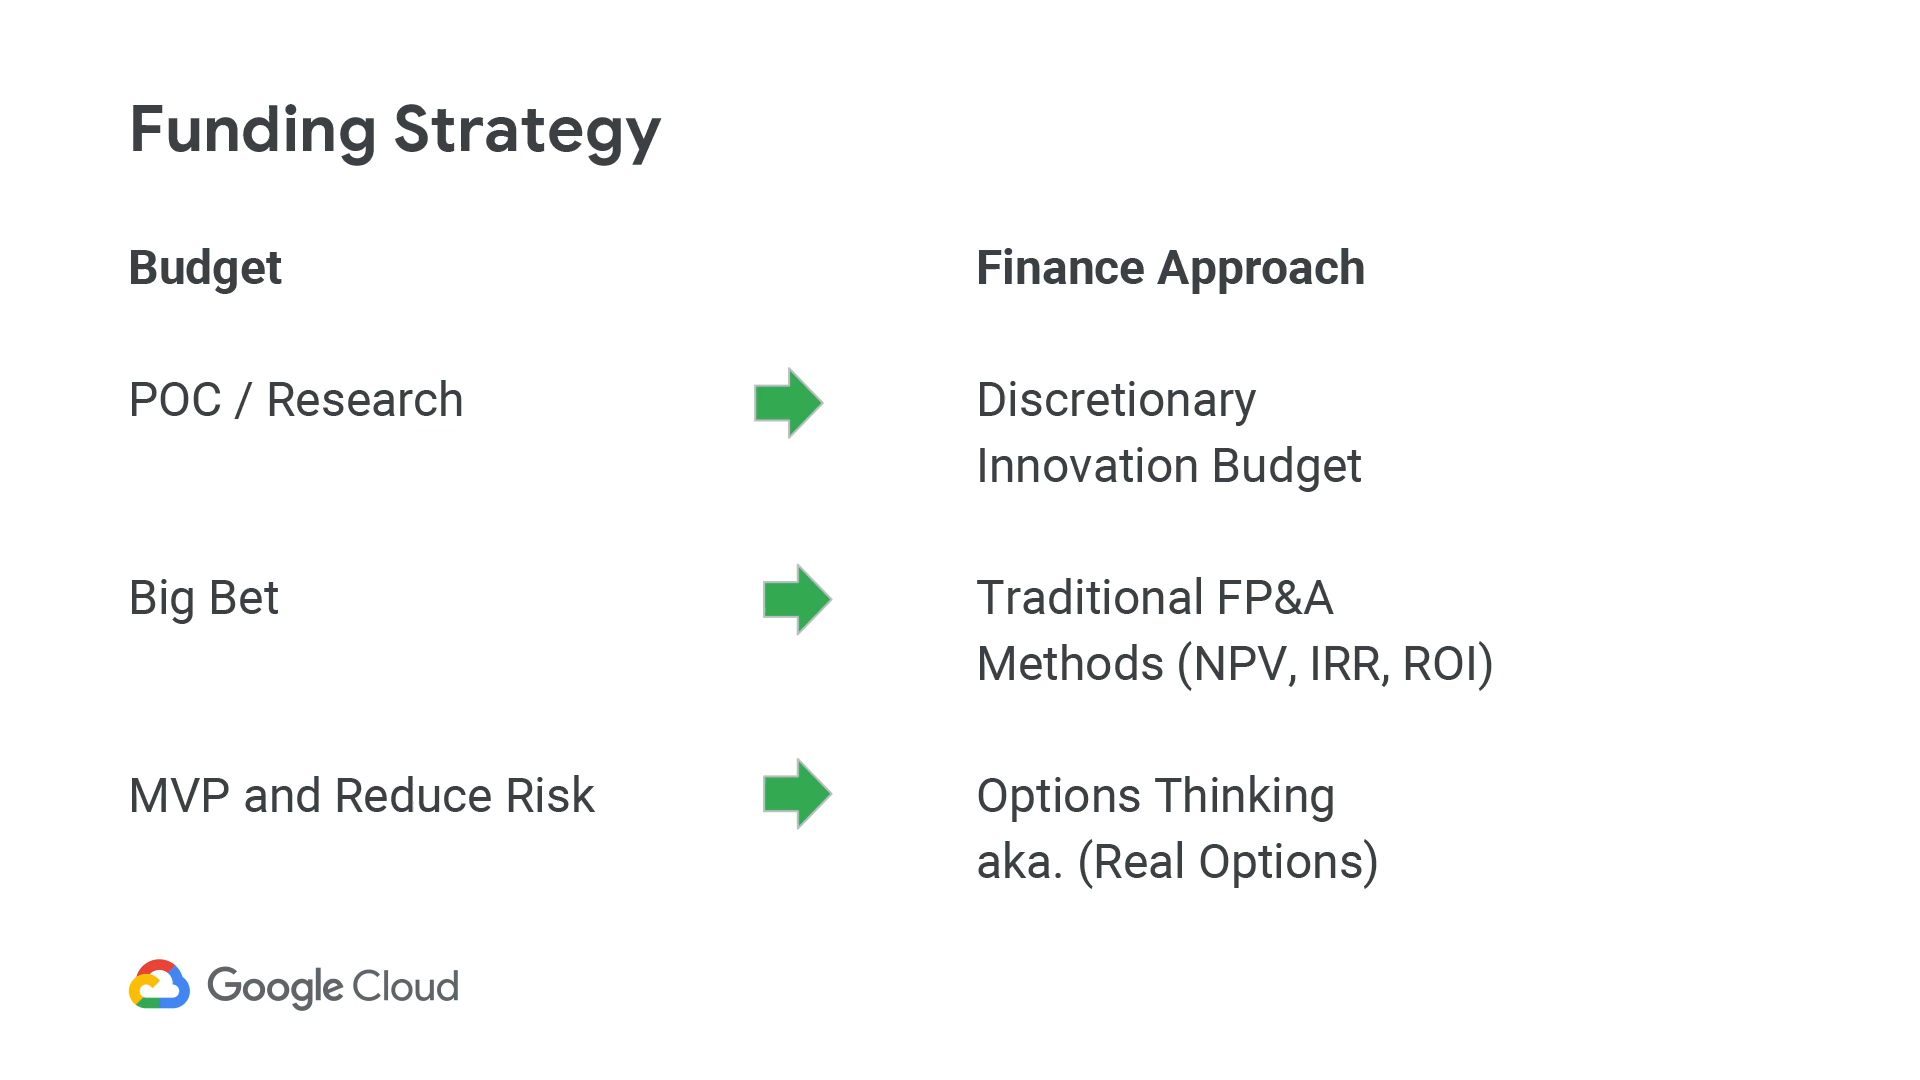 Funding Strategy
Budget
Finance Approach
POC / Research
Discretionary
Innovation Budget
Big Bet
Traditional FP&A
Methods (NPV, IRR, ROI)
MVP and Reduce Risk
Options Thinking
aka. (Real Options)
Google Cloud